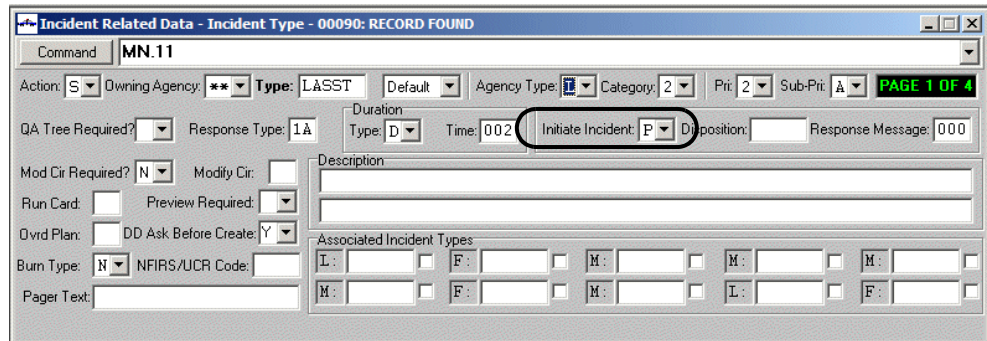 Incident Related Data - Incident Type - 00090: RECORD FOUND
Command MN.11
Action: S Owning Agency: ** Type: LASST Default Agency Type: L Category: 2 Pri: 2 Sub-Pri: A PAGE 1 OF 4
Duration
QA Tree Required? Response Type: 1A Type: D Time: 002 Initiate Incident: P Disposition: Response Message: 000
Mod Cir Required? N Modify Cir: Description
Run Card: Preview Required:
Ovrd Plan: DD Ask Before Create: Y Associated Incident Types
Burn Type: N NFIRS/UCR Code: L: F: M: M: M:
Pager Text: M: F: M: L: F: